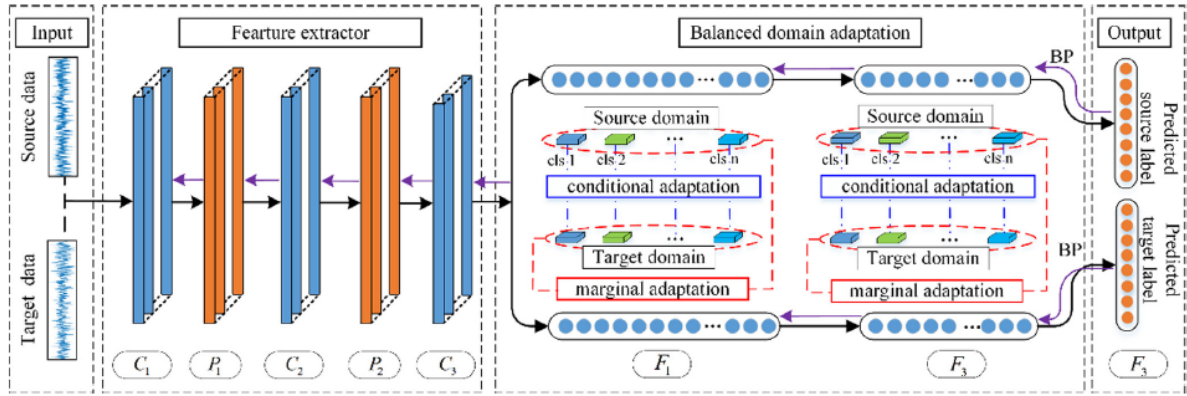 Input
Fearture extractor
Balanced domain adaptation
Output
Source data
Target data
BP
Source domain
Source domain
cls 1
cls 2
...
cls n
cls 1
cls 2
...
cls n
conditional adaptation
conditional adaptation
Target domain
Target domain
marginal adaptation
marginal adaptation
BP
Predicted
source label
Predicted
target label
C1
P1
C2
P2
C3
F1
F3
F3